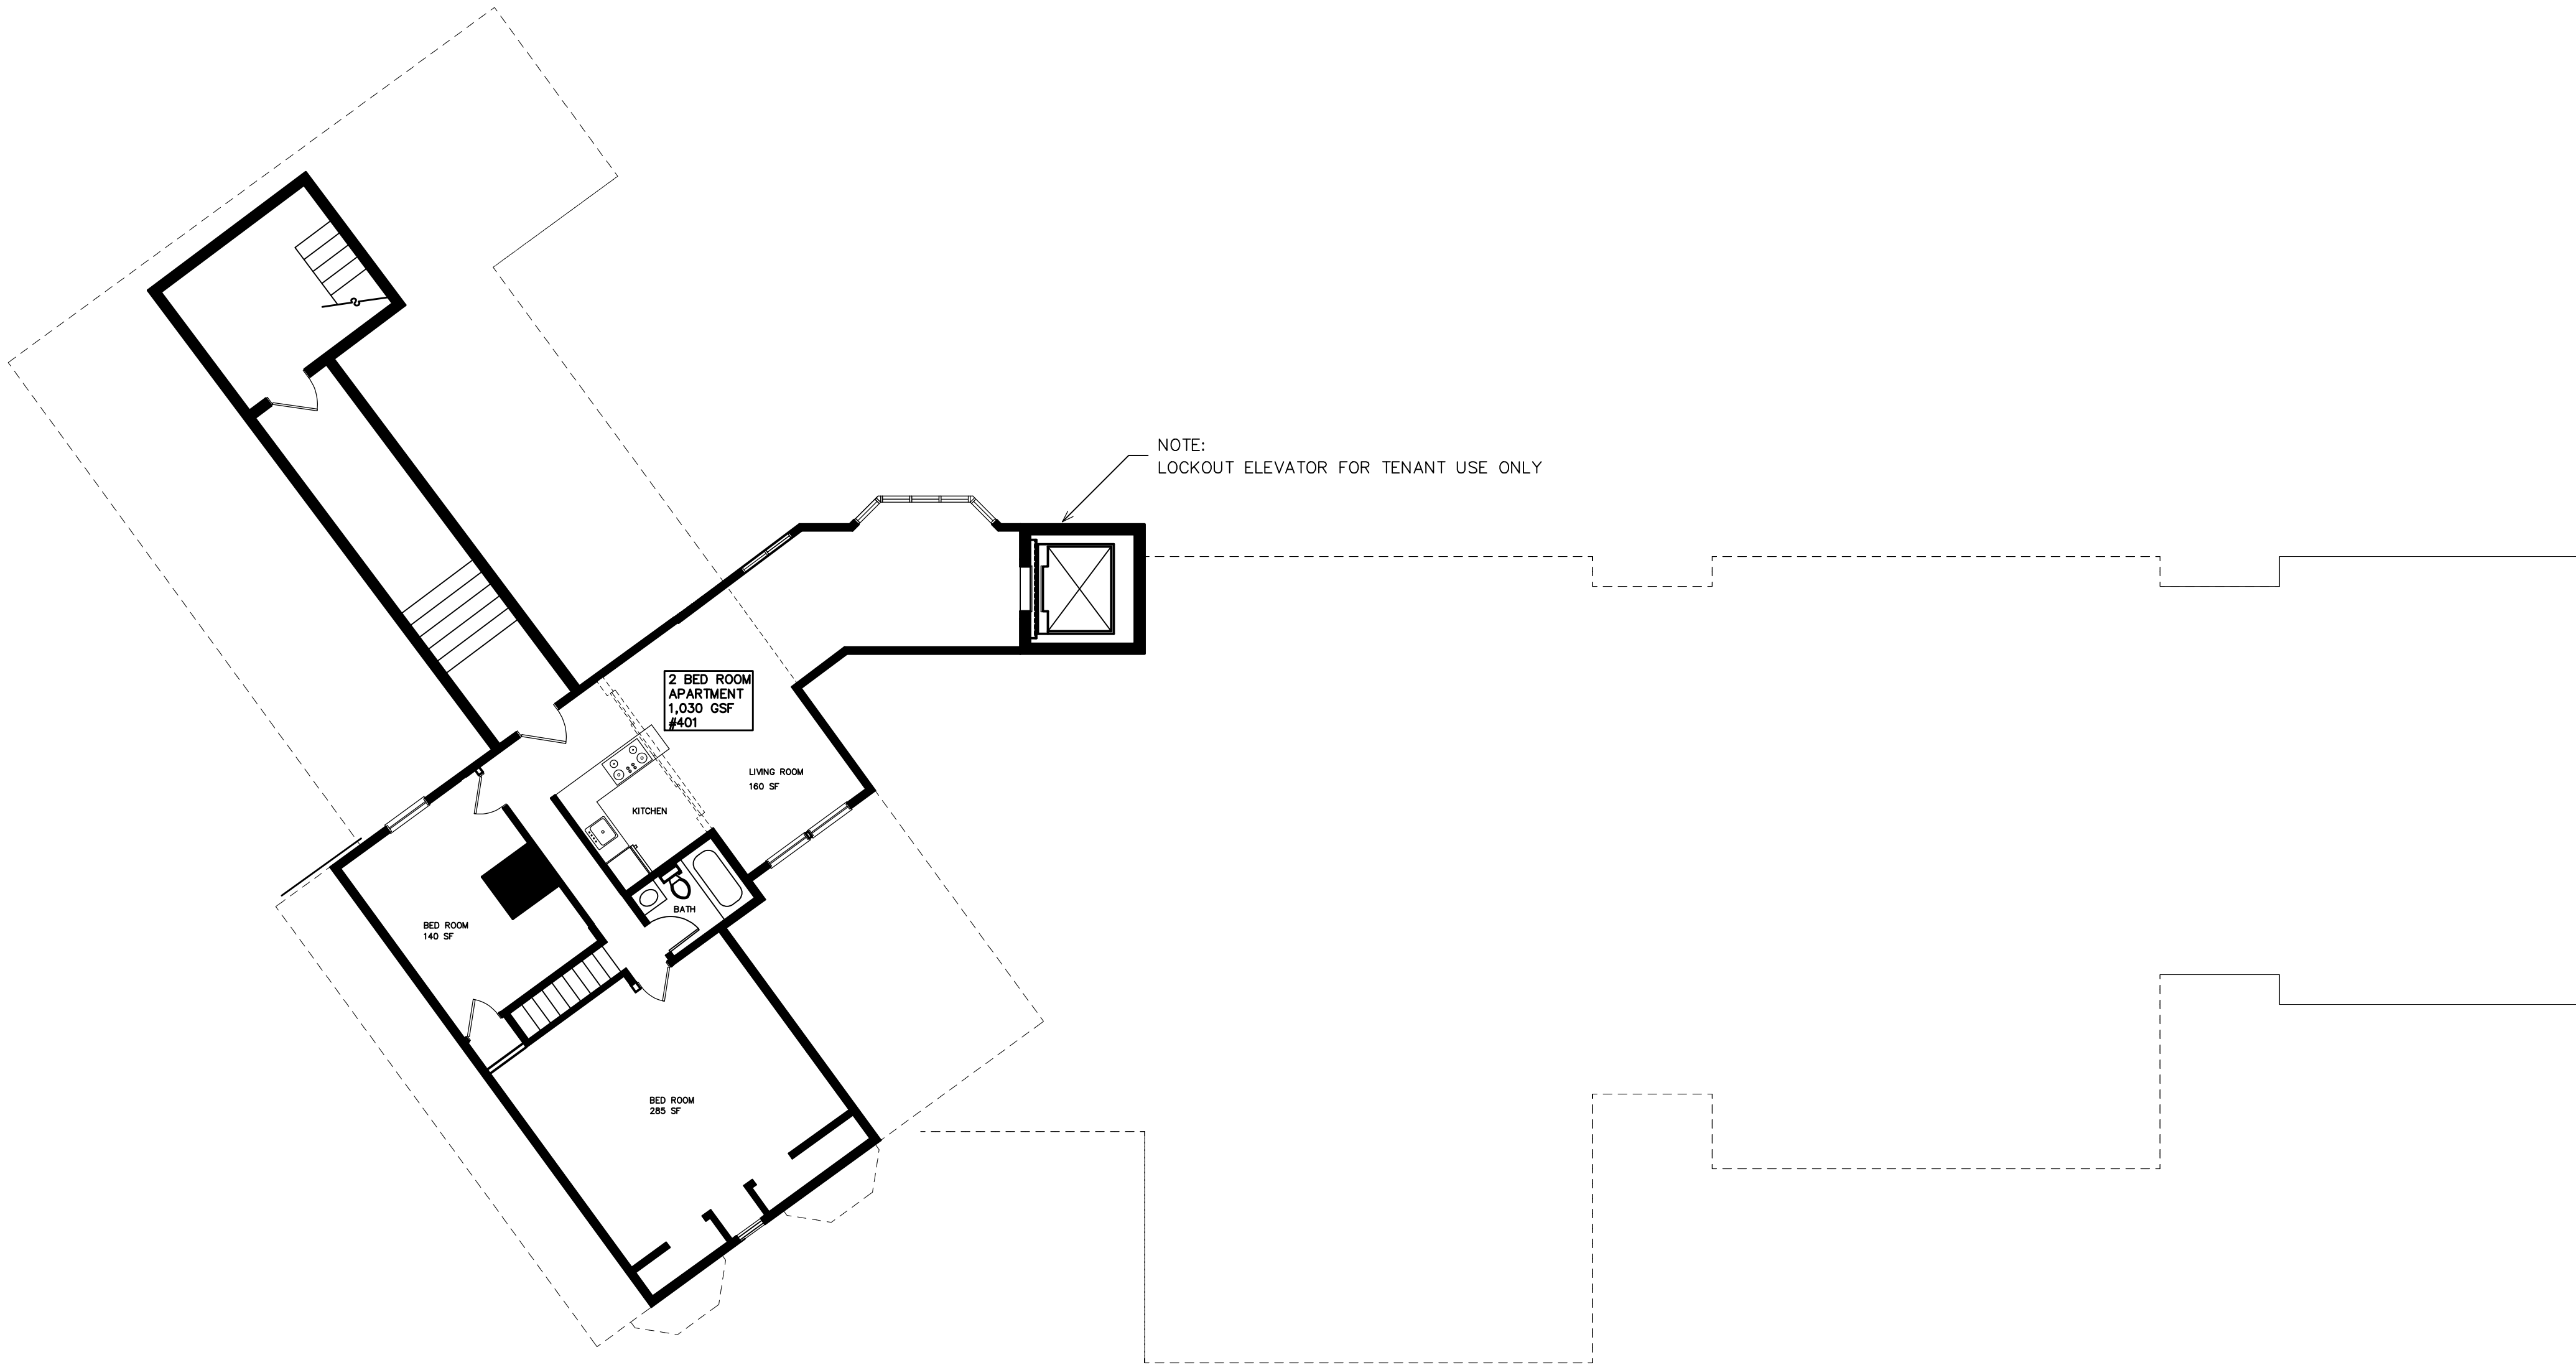 NOTE:
LOCKOUT ELEVATOR FOR TENANT USE ONLY
2 BED ROOM
APARTMENT
1,030 GSF
#401
LIVING ROOM
160 SF
KITCHEN
BATH
BED ROOM
140 SF
BED ROOM
285 SF